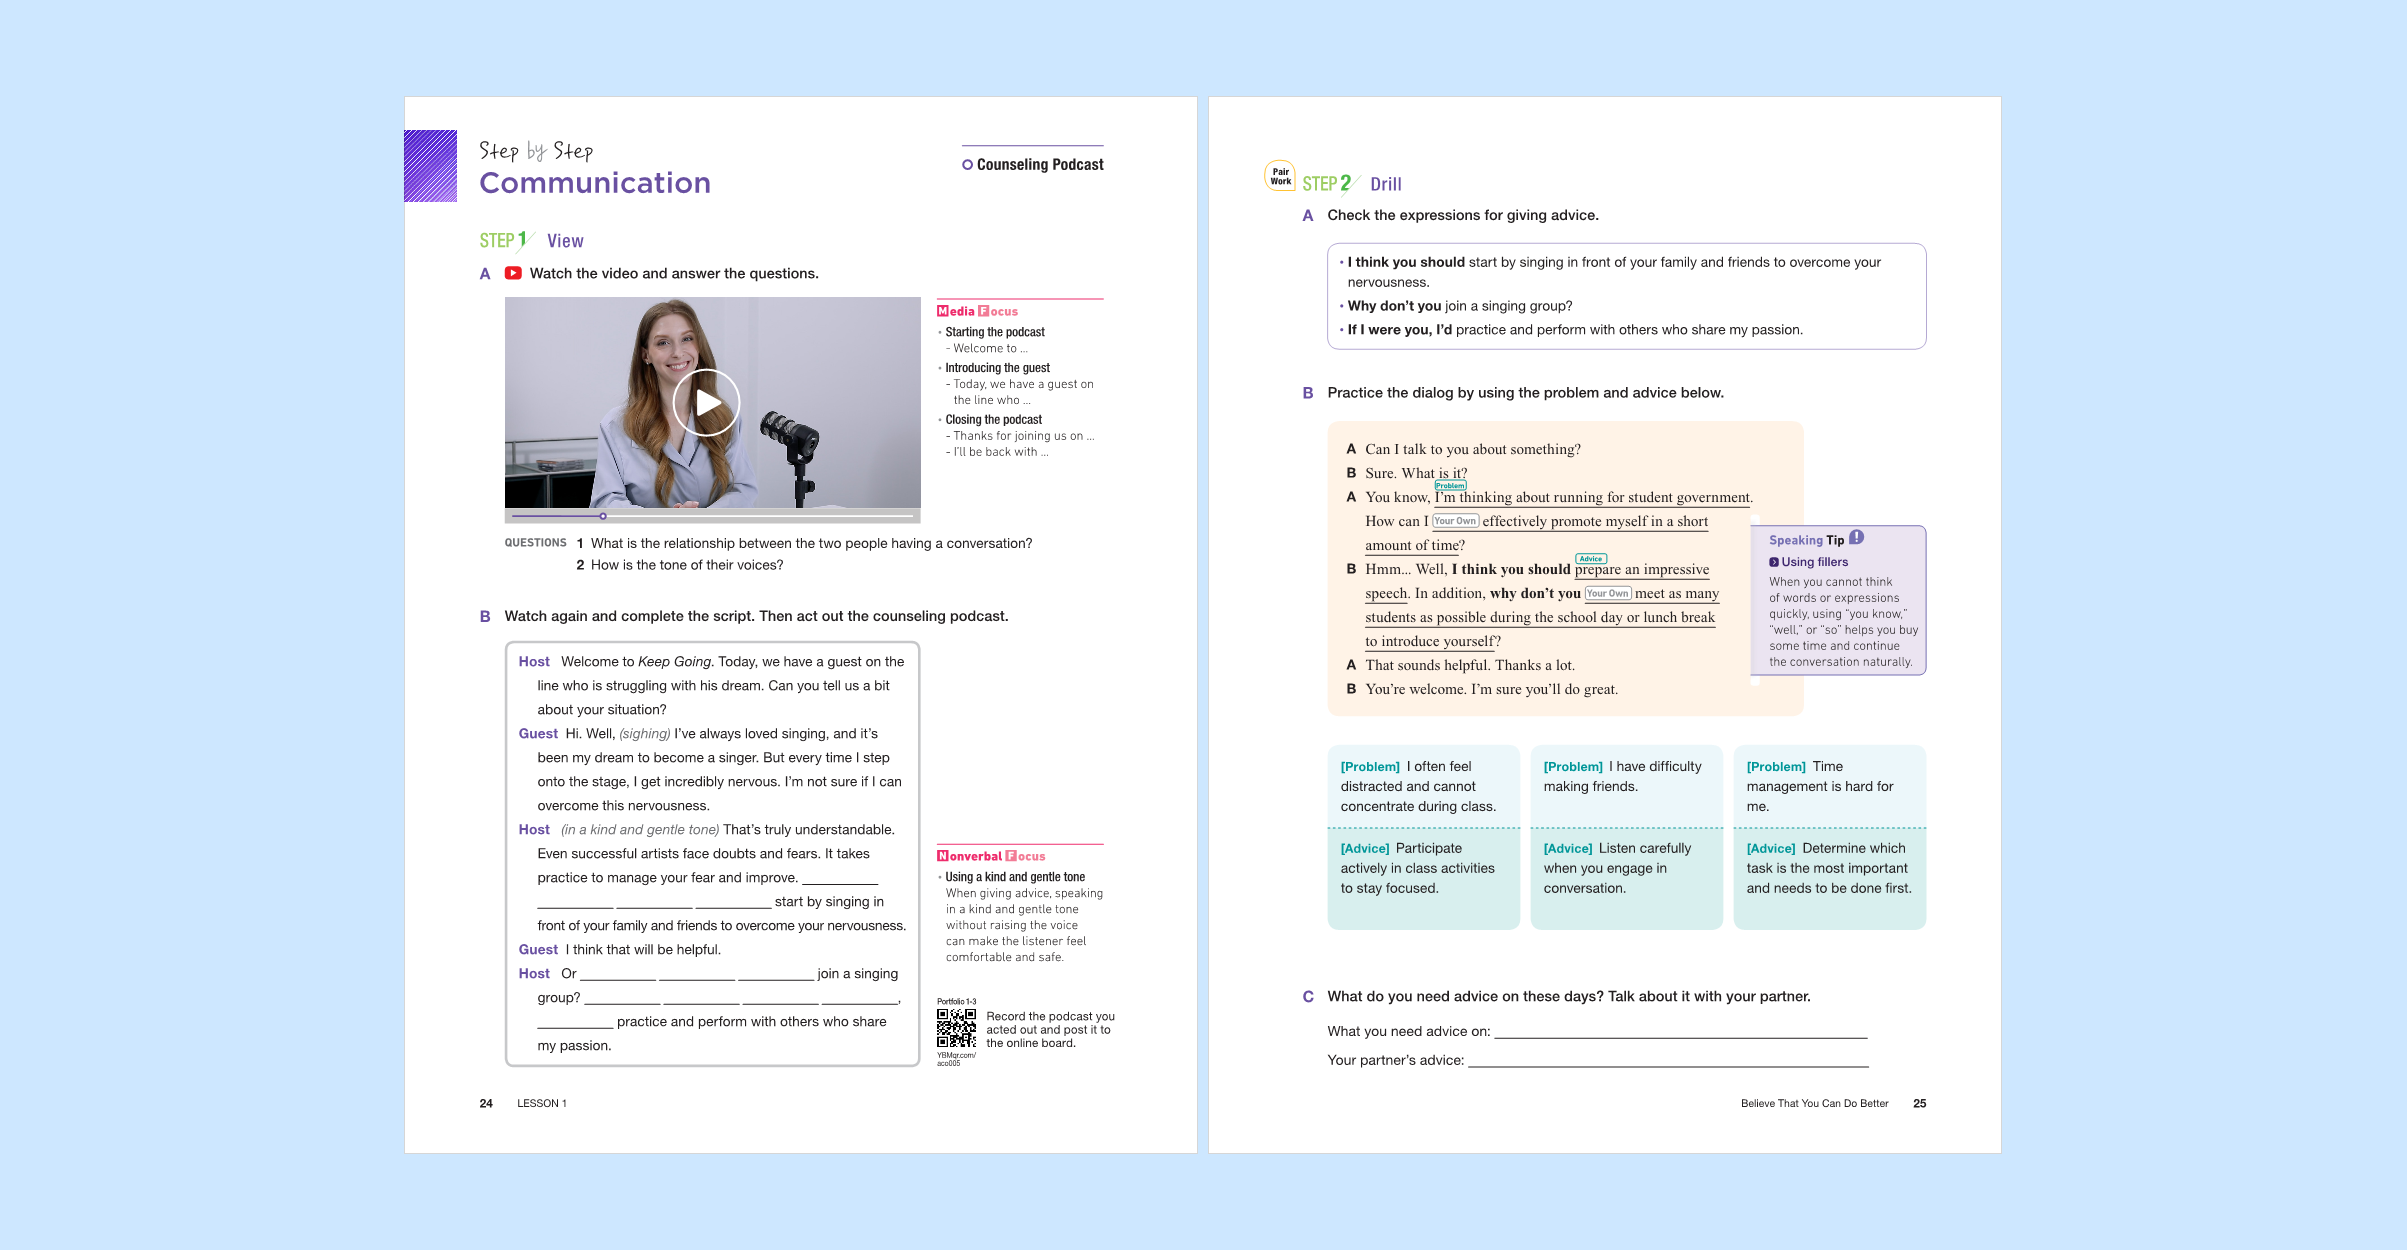 Step by Step
Communication
Counseling Podcast
STEP 1 View
A Watch the video and answer the questions.
Media Focus
• Starting the podcast
- Welcome to ...
• Introducing the guest
- Today, we have a guest on
the line who ...
• Closing the podcast
- Thanks for joining us on ...
- I'll be back with ...
QUESTIONS 1 What is the relationship between the two people having a conversation?
2 How is the tone of their voices?
B Watch again and complete the script. Then act out the counseling podcast.
Host Welcome to Keep Going. Today, we have a guest on the
line who is struggling with his dream. Can you tell us a bit
about your situation?
Guest Hi. Well, (sighing) I've always loved singing, and it's
been my dream to become a singer. But every time I step
onto the stage, I get incredibly nervous. I'm not sure if I can
overcome this nervousness.
Host (in a kind and gentle tone) That's truly understandable.
Even successful artists face doubts and fears. It takes
practice to manage your fear and improve. __________
__________ __________ __________ start by singing in
front of your family and friends to overcome your nervousness.
Guest I think that will be helpful.
Host Or __________ __________ __________ join a singing
group? __________ __________ __________ __________,
__________ practice and perform with others who share
my passion.
Nonverbal Focus
• Using a kind and gentle tone
When giving advice, speaking
in a kind and gentle tone
without raising the voice
can make the listener feel
comfortable and safe.
Portfolio 1-3
YBMqr.com/
aco005
Record the podcast you
acted out and post it to
the online board.
24 LESSON 1
Pair
Work
STEP 2 Drill
A Check the expressions for giving advice.
• I think you should start by singing in front of your family and friends to overcome your
nervousness.
• Why don't you join a singing group?
• If I were you, I'd practice and perform with others who share my passion.
B Practice the dialog by using the problem and advice below.
A Can I talk to you about something?
B Sure. What is it?
Problem
A You know, I'm thinking about running for student government.
How can I Your Own effectively promote myself in a short
amount of time?
Advice
B Hmm... Well, I think you should prepare an impressive
speech. In addition, why don't you Your Own meet as many
students as possible during the school day or lunch break
to introduce yourself?
A That sounds helpful. Thanks a lot.
B You're welcome. I'm sure you'll do great.
Speaking Tip !
Using fillers
When you cannot think
of words or expressions
quickly, using "you know,"
"well," or "so" helps you buy
some time and continue
the conversation naturally.
[Problem] I often feel
distracted and cannot
concentrate during class.
[Advice] Participate
actively in class activities
to stay focused.
[Problem] I have difficulty
making friends.
[Advice] Listen carefully
when you engage in
conversation.
[Problem] Time
management is hard for
me.
[Advice] Determine which
task is the most important
and needs to be done first.
C What do you need advice on these days? Talk about it with your partner.
What you need advice on: __________
Your partner's advice: __________
Believe That You Can Do Better 25